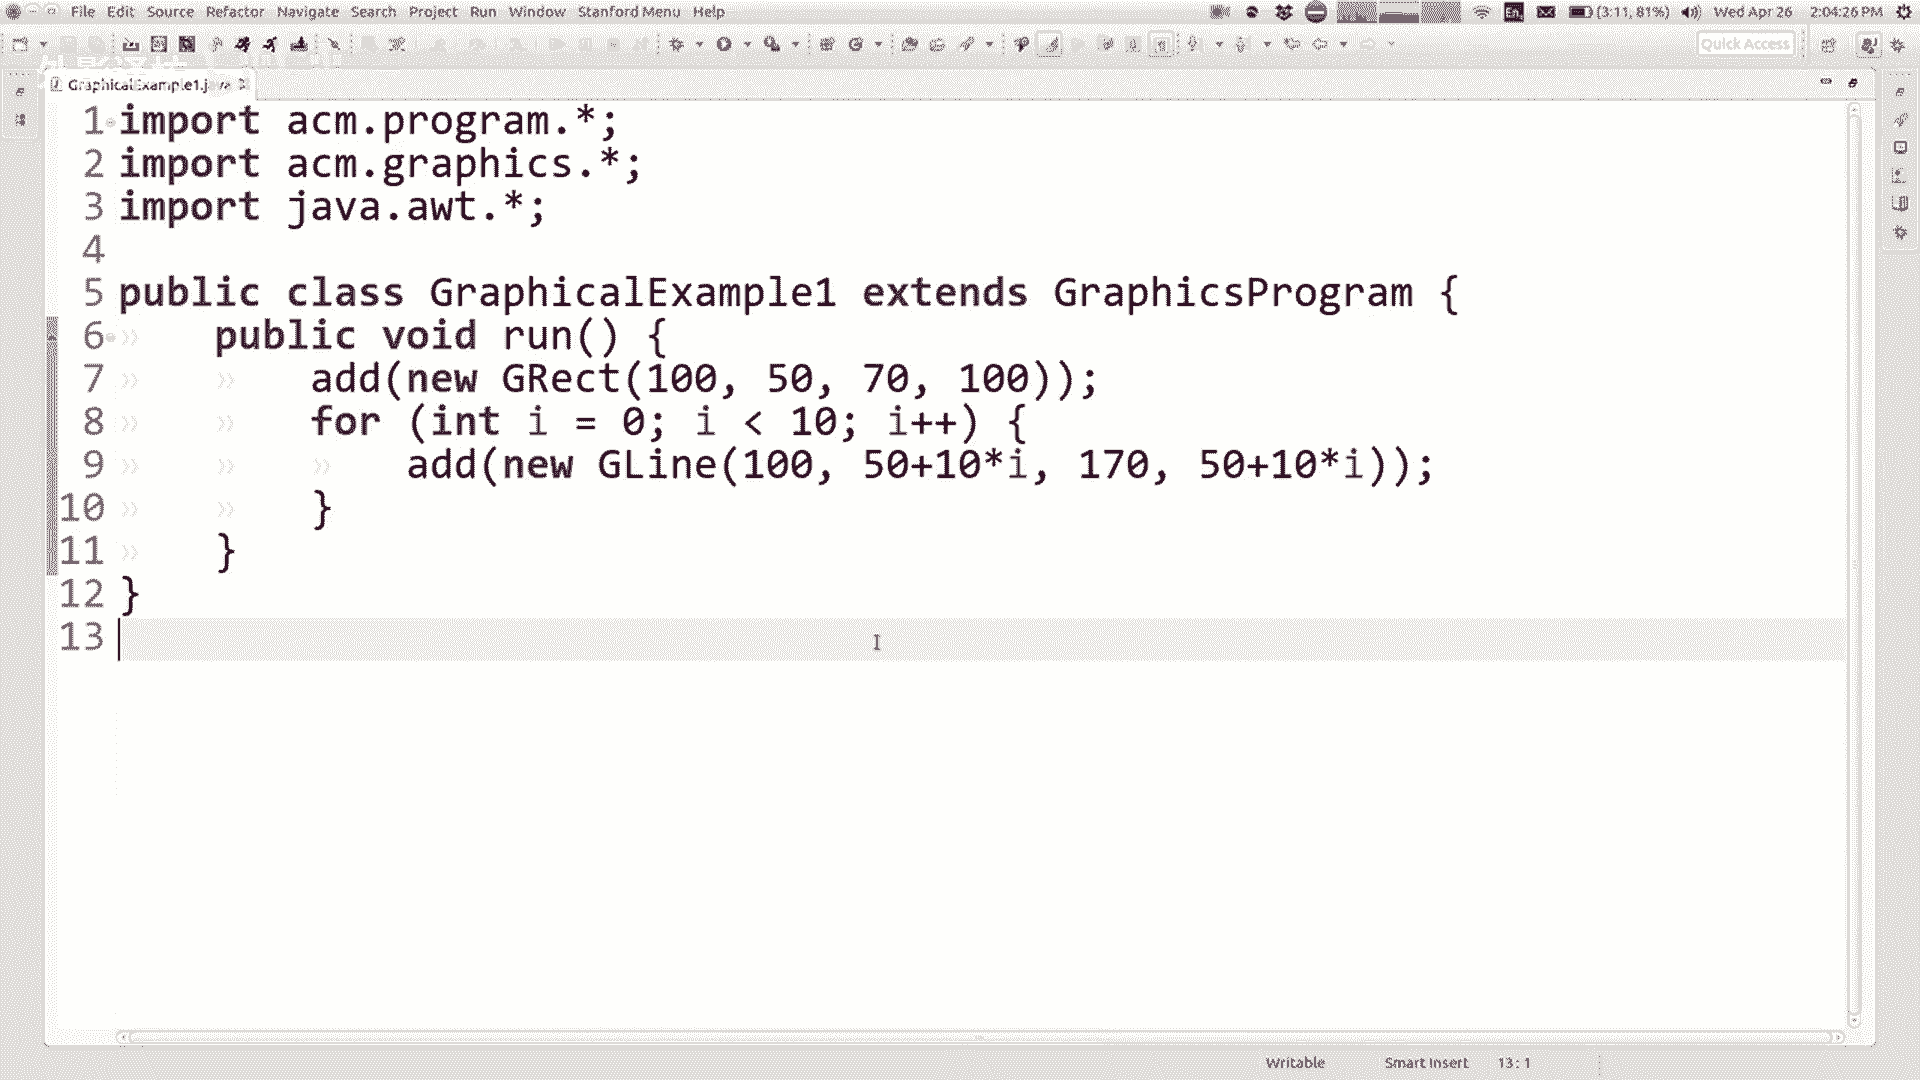 File Edit Source Refactor Navigate Search Project Run Window Stanford Menu Help
En (3:11, 81%) Wed Apr 26 2:04:26 PM
Quick Access
GraphicalExample1.java
1 import acm.program.*;
2 import acm.graphics.*;
3 import java.awt.*;
4
5 public class GraphicalExample1 extends GraphicsProgram {
6 public void run() {
7 add(new GRect(100, 50, 70, 100));
8 for (int i = 0; i < 10; i++) {
9 add(new GLine(100, 50+10*i, 170, 50+10*i));
10 }
11 }
12 }
13
Writable Smart Insert 13:1